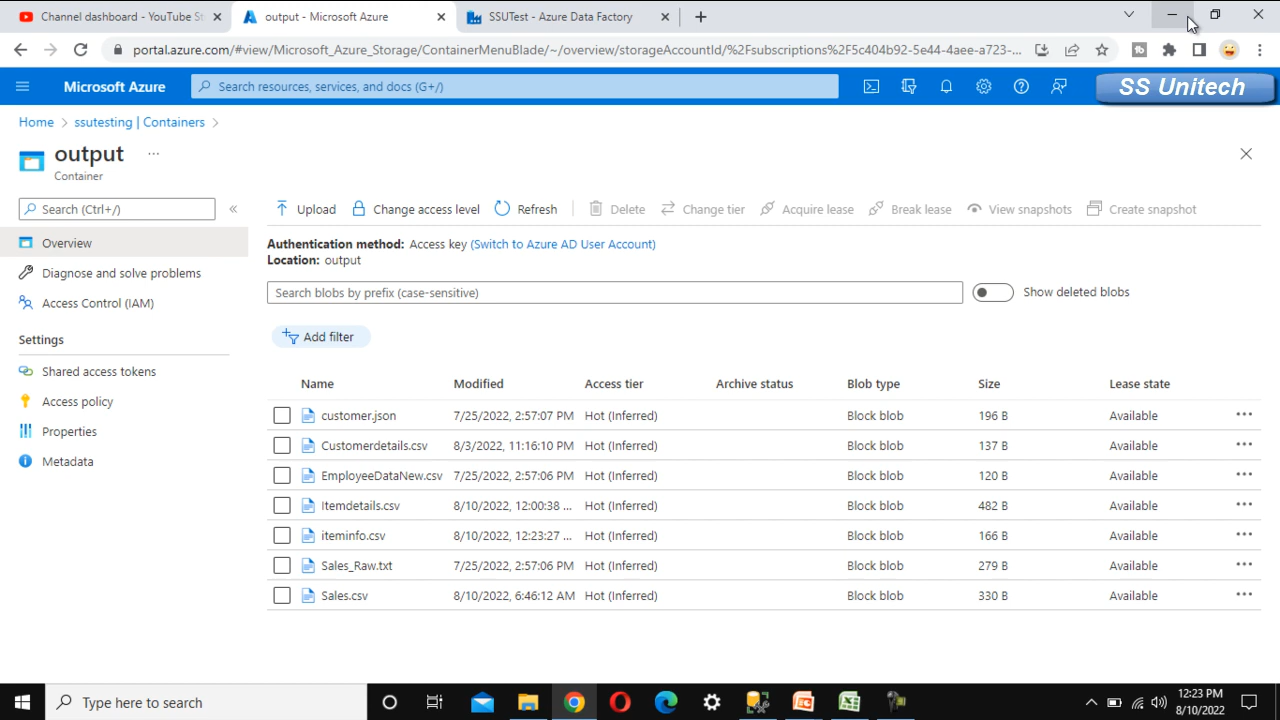 Channel dashboard - YouTube St
output - Microsoft Azure
SSUTest - Azure Data Factory
portal.azure.com/#view/Microsoft_Azure_Storage/ContainerMenuBlade/~/overview/storageAccountId/%2Fsubscriptions%2F5c404b92-5e44-4aee-a723-...
Microsoft Azure
Search resources, services, and docs (G+/)
SS Unitech
Home > ssutesting | Containers >
output ...
Container
Search (Ctrl+/) «
Upload Change access level Refresh Delete Change tier Acquire lease Break lease View snapshots Create snapshot
Overview
Diagnose and solve problems
Access Control (IAM)
Settings
Shared access tokens
Access policy
Properties
Metadata
Authentication method: Access key (Switch to Azure AD User Account)
Location: output
Search blobs by prefix (case-sensitive)
Show deleted blobs
Add filter
Name Modified Access tier Archive status Blob type Size Lease state
customer.json 7/25/2022, 2:57:07 PM Hot (Inferred) Block blob 196 B Available ...
Customerdetails.csv 8/3/2022, 11:16:10 PM Hot (Inferred) Block blob 137 B Available ...
EmployeeDataNew.csv 7/25/2022, 2:57:06 PM Hot (Inferred) Block blob 120 B Available ...
Itemdetails.csv 8/10/2022, 12:00:38 ... Hot (Inferred) Block blob 482 B Available ...
iteminfo.csv 8/10/2022, 12:23:27 ... Hot (Inferred) Block blob 166 B Available ...
Sales_Raw.txt 7/25/2022, 2:57:06 PM Hot (Inferred) Block blob 279 B Available ...
Sales.csv 8/10/2022, 6:46:12 AM Hot (Inferred) Block blob 330 B Available ...
Type here to search
12:23 PM
8/10/2022